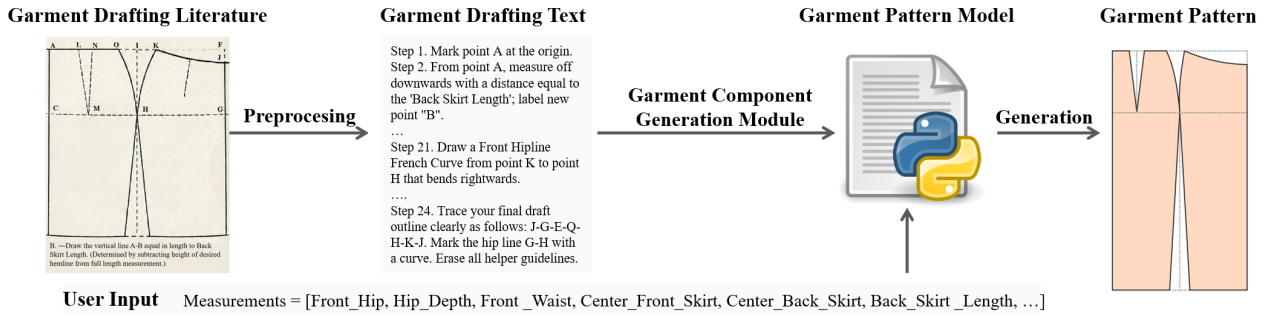 Garment Drafting Literature
A L N O I K F
J
C M H G
B. —Draw the vertical line A-B equal in length to Back
Skirt Length. (Determined by subtracting height of desired
hemline from full length measurement.)
Preprocesing
Garment Drafting Text
Step 1. Mark point A at the origin.
Step 2. From point A, measure off
downwards with a distance equal to
the 'Back Skirt Length'; label new
point "B".
…
Step 21. Draw a Front Hipline
French Curve from point K to point
H that bends rightwards.
….
Step 24. Trace your final draft
outline clearly as follows: J-G-E-Q-
H-K-J. Mark the hip line G-H with
a curve. Erase all helper guidelines.
Garment Component
Generation Module
Garment Pattern Model
Generation
Garment Pattern
User Input Measurements = [Front_Hip, Hip_Depth, Front _Waist, Center_Front_Skirt, Center_Back_Skirt, Back_Skirt _Length, …]